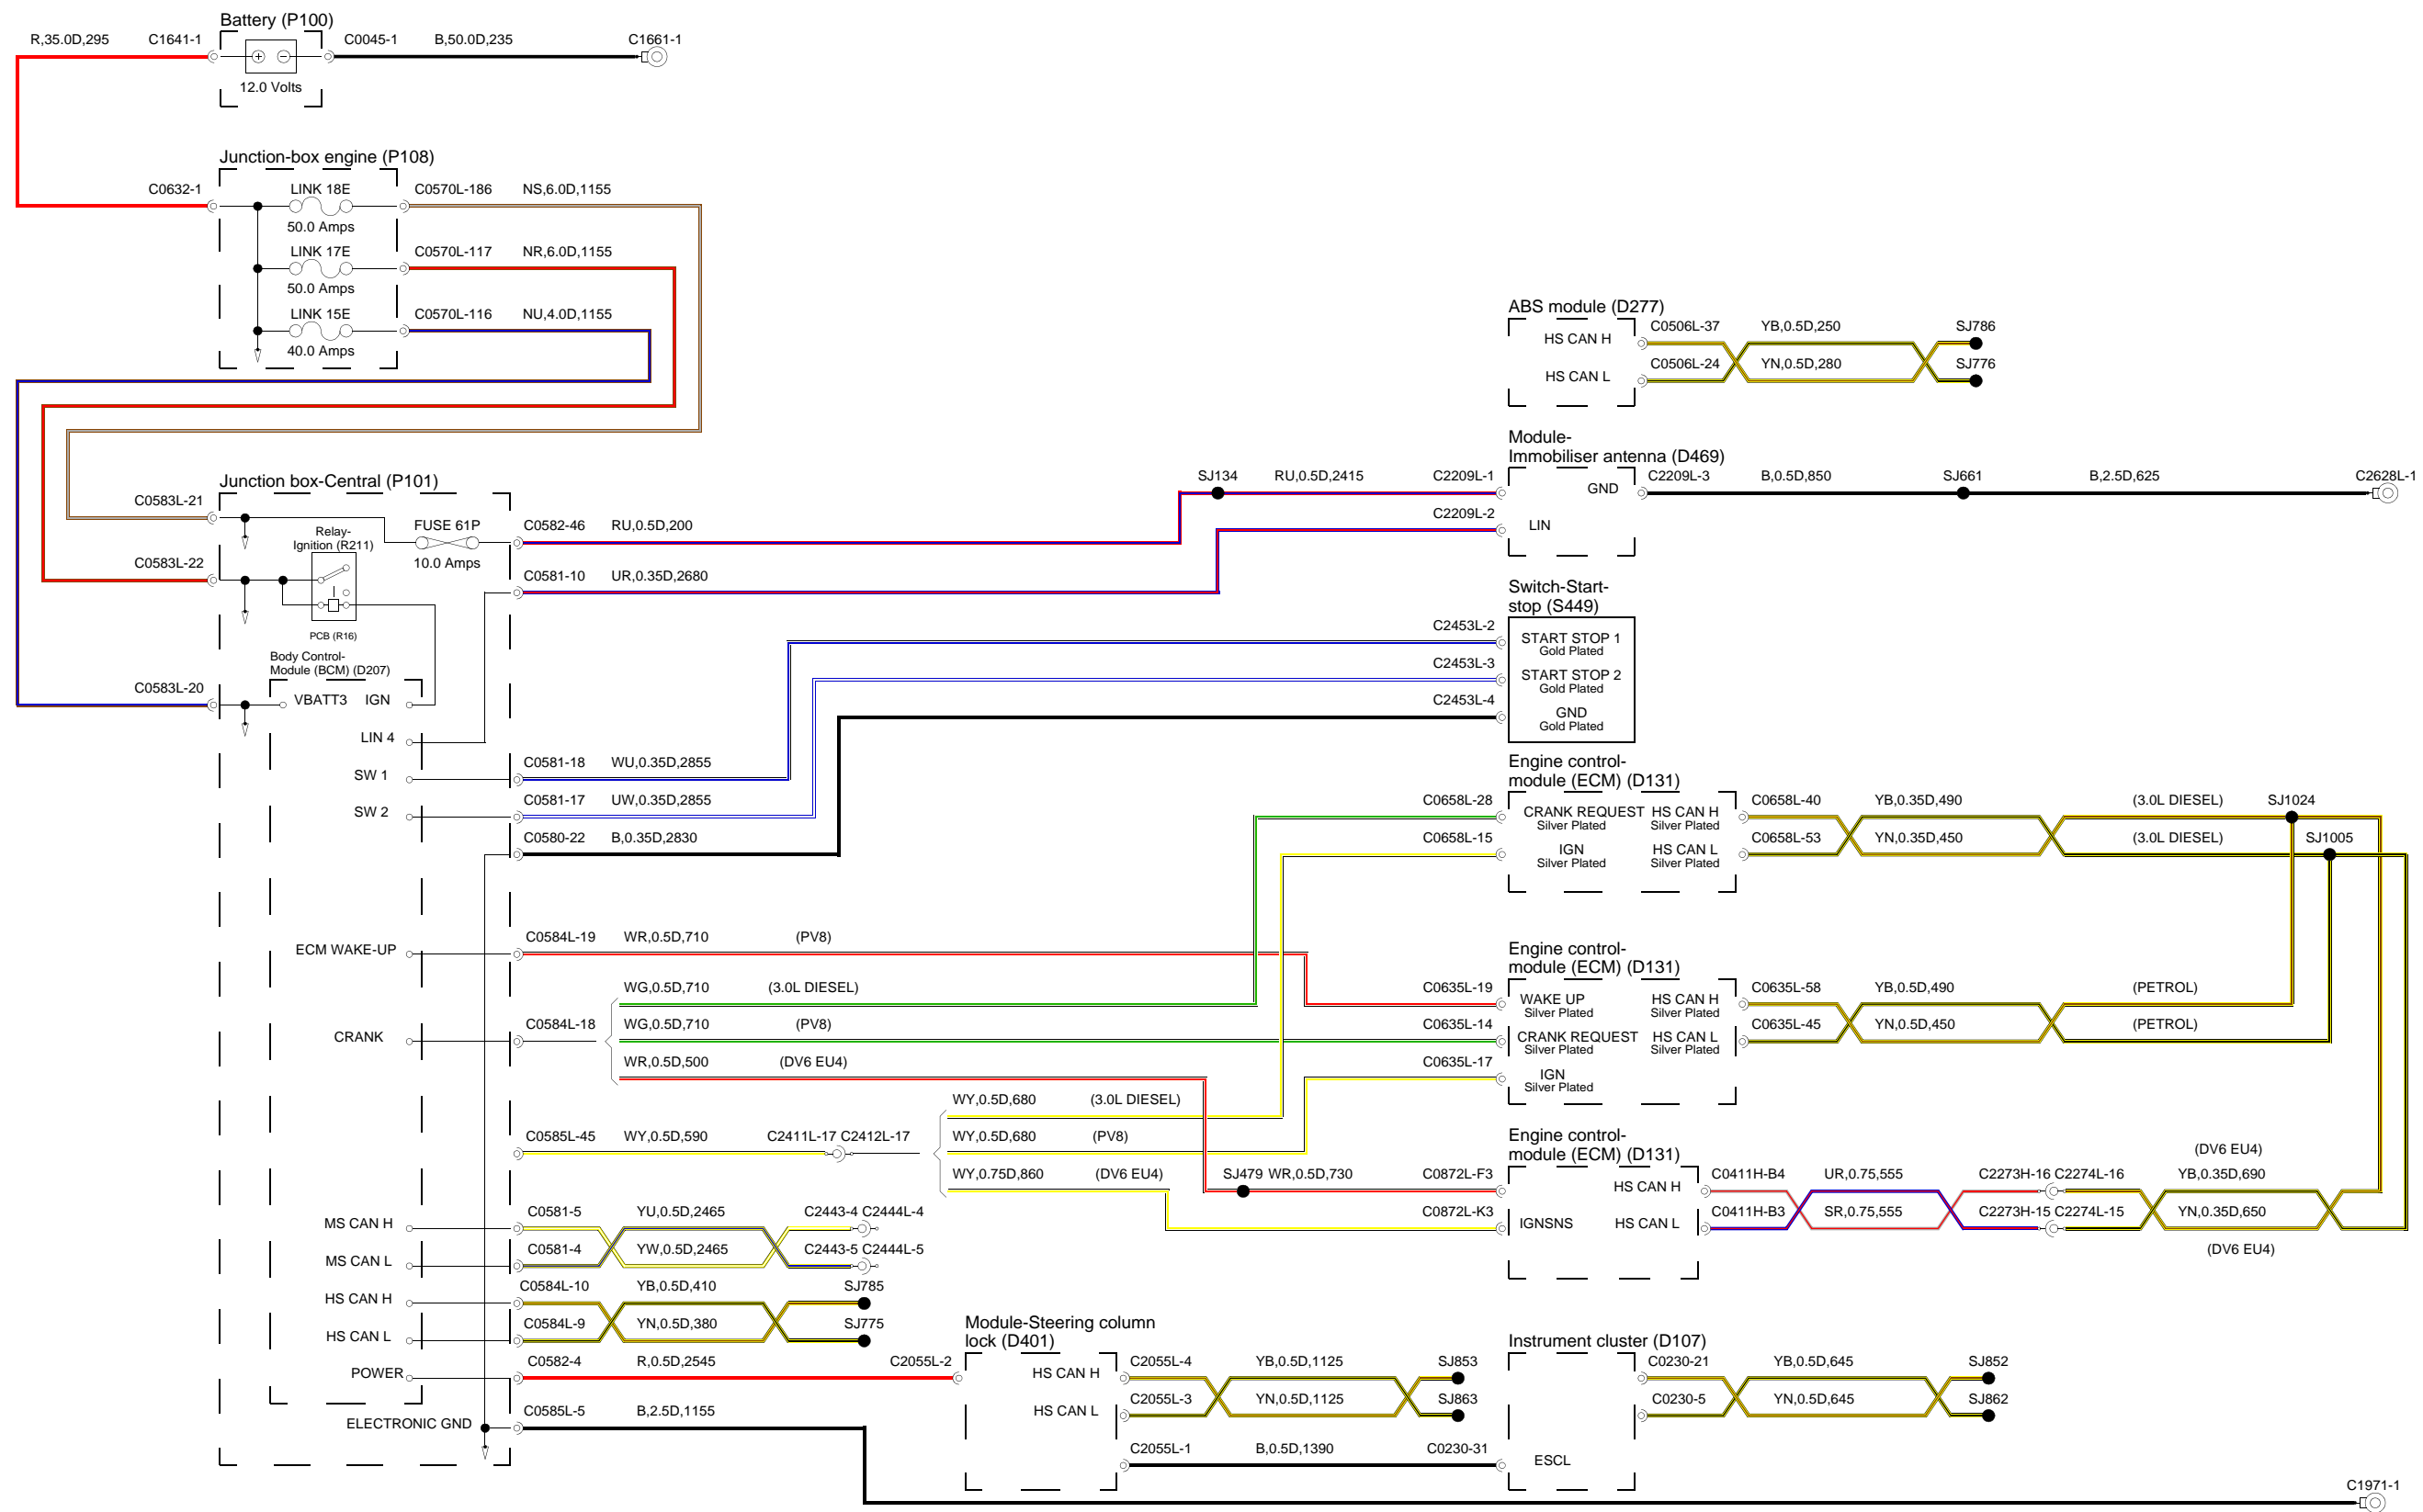 Battery (P100)
R,35.0D,295
C1641-1
C0045-1
B,50.0D,235
C1661-1
12.0 Volts
Junction-box engine (P108)
C0632-1
LINK 18E
50.0 Amps
C0570L-186
NS,6.0D,1155
LINK 17E
50.0 Amps
C0570L-117
NR,6.0D,1155
LINK 15E
40.0 Amps
C0570L-116
NU,4.0D,1155
ABS module (D277)
HS CAN H
C0506L-37
YB,0.5D,250
SJ786
HS CAN L
C0506L-24
YN,0.5D,280
SJ776
Module-
Immobiliser antenna (D469)
SJ134
RU,0.5D,2415
C2209L-1
GND
C2209L-3
B,0.5D,850
SJ661
B,2.5D,625
C2628L-1
C2209L-2
LIN
Junction box-Central (P101)
C0583L-21
FUSE 61P
10.0 Amps
C0582-46
RU,0.5D,200
Relay-
Ignition (R211)
C0583L-22
C0581-10
UR,0.35D,2680
PCB (R16)
Body Control-
Module (BCM) (D207)
C0583L-20
VBATT3
IGN
LIN 4
SW 1
C0581-18
WU,0.35D,2855
SW 2
C0581-17
UW,0.35D,2855
C0580-22
B,0.35D,2830
Switch-Start-
stop (S449)
C2453L-2
START STOP 1
Gold Plated
C2453L-3
START STOP 2
Gold Plated
C2453L-4
GND
Gold Plated
Engine control-
module (ECM) (D131)
C0658L-28
CRANK REQUEST
Silver Plated
HS CAN H
Silver Plated
C0658L-40
YB,0.35D,490
(3.0L DIESEL)
SJ1024
C0658L-15
IGN
Silver Plated
HS CAN L
Silver Plated
C0658L-53
YN,0.35D,450
(3.0L DIESEL)
SJ1005
ECM WAKE-UP
C0584L-19
WR,0.5D,710
(PV8)
WG,0.5D,710
(3.0L DIESEL)
CRANK
C0584L-18
WG,0.5D,710
(PV8)
WR,0.5D,500
(DV6 EU4)
Engine control-
module (ECM) (D131)
C0635L-19
WAKE UP
Silver Plated
HS CAN H
Silver Plated
C0635L-58
YB,0.5D,490
(PETROL)
C0635L-14
CRANK REQUEST
Silver Plated
HS CAN L
Silver Plated
C0635L-45
YN,0.5D,450
(PETROL)
C0635L-17
IGN
Silver Plated
WY,0.5D,680
(3.0L DIESEL)
C0585L-45
WY,0.5D,590
C2411L-17 C2412L-17
WY,0.5D,680
(PV8)
WY,0.75D,860
(DV6 EU4)
SJ479
WR,0.5D,730
Engine control-
module (ECM) (D131)
C0872L-F3
HS CAN H
C0411H-B4
UR,0.75,555
C2273H-16 C2274L-16
YB,0.35D,690
(DV6 EU4)
C0872L-K3
IGNSNS
HS CAN L
C0411H-B3
SR,0.75,555
C2273H-15 C2274L-15
YN,0.35D,650
(DV6 EU4)
MS CAN H
C0581-5
YU,0.5D,2465
C2443-4 C2444L-4
MS CAN L
C0581-4
YW,0.5D,2465
C2443-5 C2444L-5
HS CAN H
C0584L-10
YB,0.5D,410
SJ785
HS CAN L
C0584L-9
YN,0.5D,380
SJ775
POWER
C0582-4
R,0.5D,2545
C2055L-2
ELECTRONIC GND
C0585L-5
B,2.5D,1155
Module-Steering column
lock (D401)
HS CAN H
C2055L-4
YB,0.5D,1125
SJ853
HS CAN L
C2055L-3
YN,0.5D,1125
SJ863
C2055L-1
B,0.5D,1390
C0230-31
Instrument cluster (D107)
C0230-21
YB,0.5D,645
SJ852
C0230-5
YN,0.5D,645
SJ862
ESCL
C1971-1